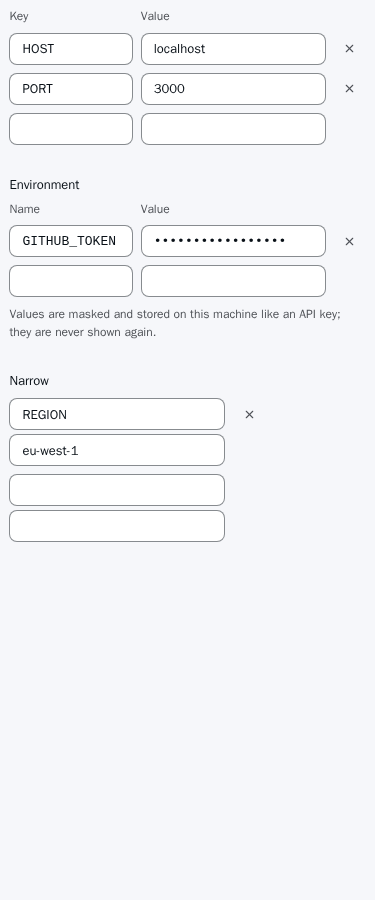 Key Value
HOST localhost ×
PORT 3000 ×
Environment
Name Value
GITHUB_TOKEN ••••••••••••••••• ×
Values are masked and stored on this machine like an API key;
they are never shown again.
Narrow
REGION ×
eu-west-1